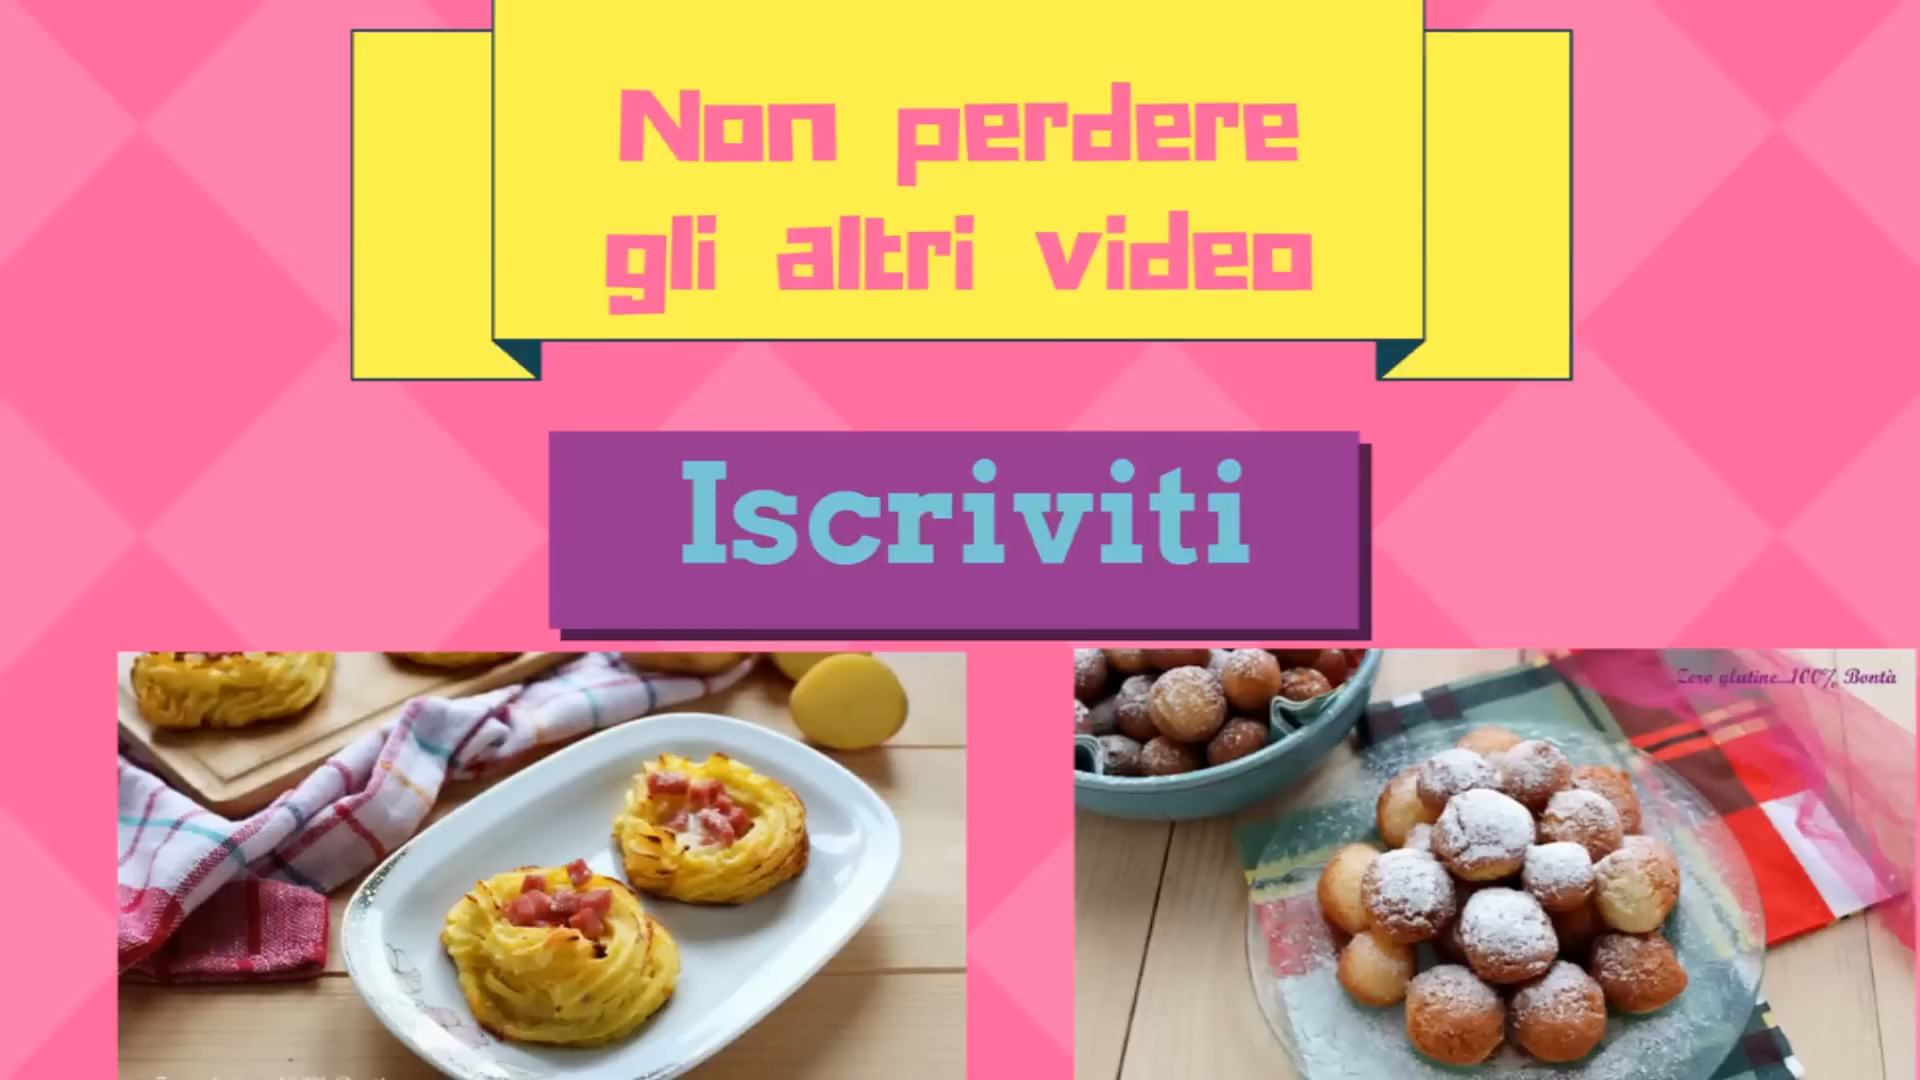 Non perdere
gli altri video
Iscriviti
Zero glutine...100% Bontà